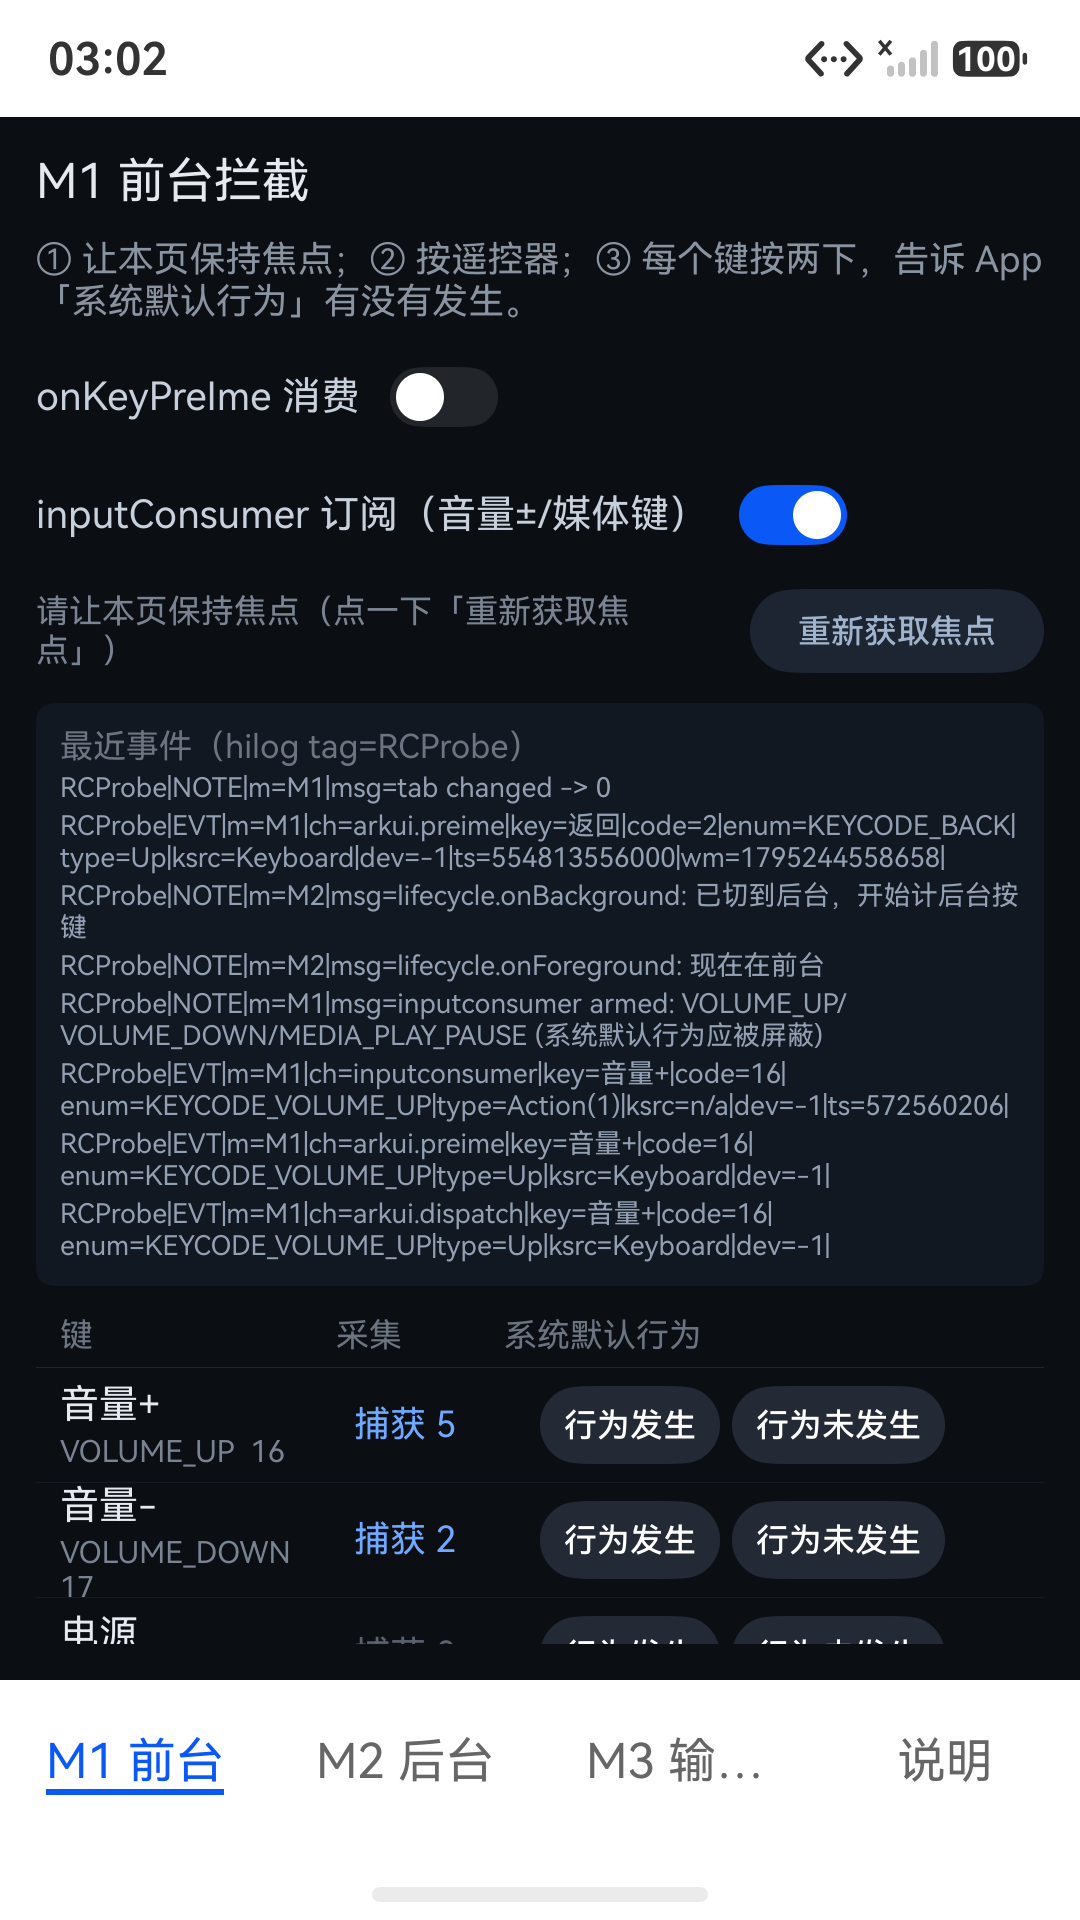 03:02
100
M1 前台拦截
① 让本页保持焦点；② 按遥控器；③ 每个键按两下，告诉 App
「系统默认行为」有没有发生。
onKeyPreIme 消费
inputConsumer 订阅（音量±/媒体键）
请让本页保持焦点（点一下「重新获取焦
点」）
重新获取焦点
最近事件（hilog tag=RCProbe）
RCProbe|NOTE|m=M1|msg=tab changed -> 0
RCProbe|EVT|m=M1|ch=arkui.preime|key=返回|code=2|enum=KEYCODE_BACK|
type=Up|ksrc=Keyboard|dev=-1|ts=554813556000|wm=1795244558658|
RCProbe|NOTE|m=M2|msg=lifecycle.onBackground: 已切到后台，开始计后台按
键
RCProbe|NOTE|m=M2|msg=lifecycle.onForeground: 现在在前台
RCProbe|NOTE|m=M1|msg=inputconsumer armed: VOLUME_UP/
VOLUME_DOWN/MEDIA_PLAY_PAUSE (系统默认行为应被屏蔽)
RCProbe|EVT|m=M1|ch=inputconsumer|key=音量+|code=16|
enum=KEYCODE_VOLUME_UP|type=Action(1)|ksrc=n/a|dev=-1|ts=572560206|
RCProbe|EVT|m=M1|ch=arkui.preime|key=音量+|code=16|
enum=KEYCODE_VOLUME_UP|type=Up|ksrc=Keyboard|dev=-1|
RCProbe|EVT|m=M1|ch=arkui.dispatch|key=音量+|code=16|
enum=KEYCODE_VOLUME_UP|type=Up|ksrc=Keyboard|dev=-1|
键 采集 系统默认行为
音量+
VOLUME_UP 16
捕获 5
行为发生 行为未发生
音量-
VOLUME_DOWN
17
捕获 2
行为发生 行为未发生
电源
行为发生 行为未发生
M1 前台 M2 后台 M3 输… 说明